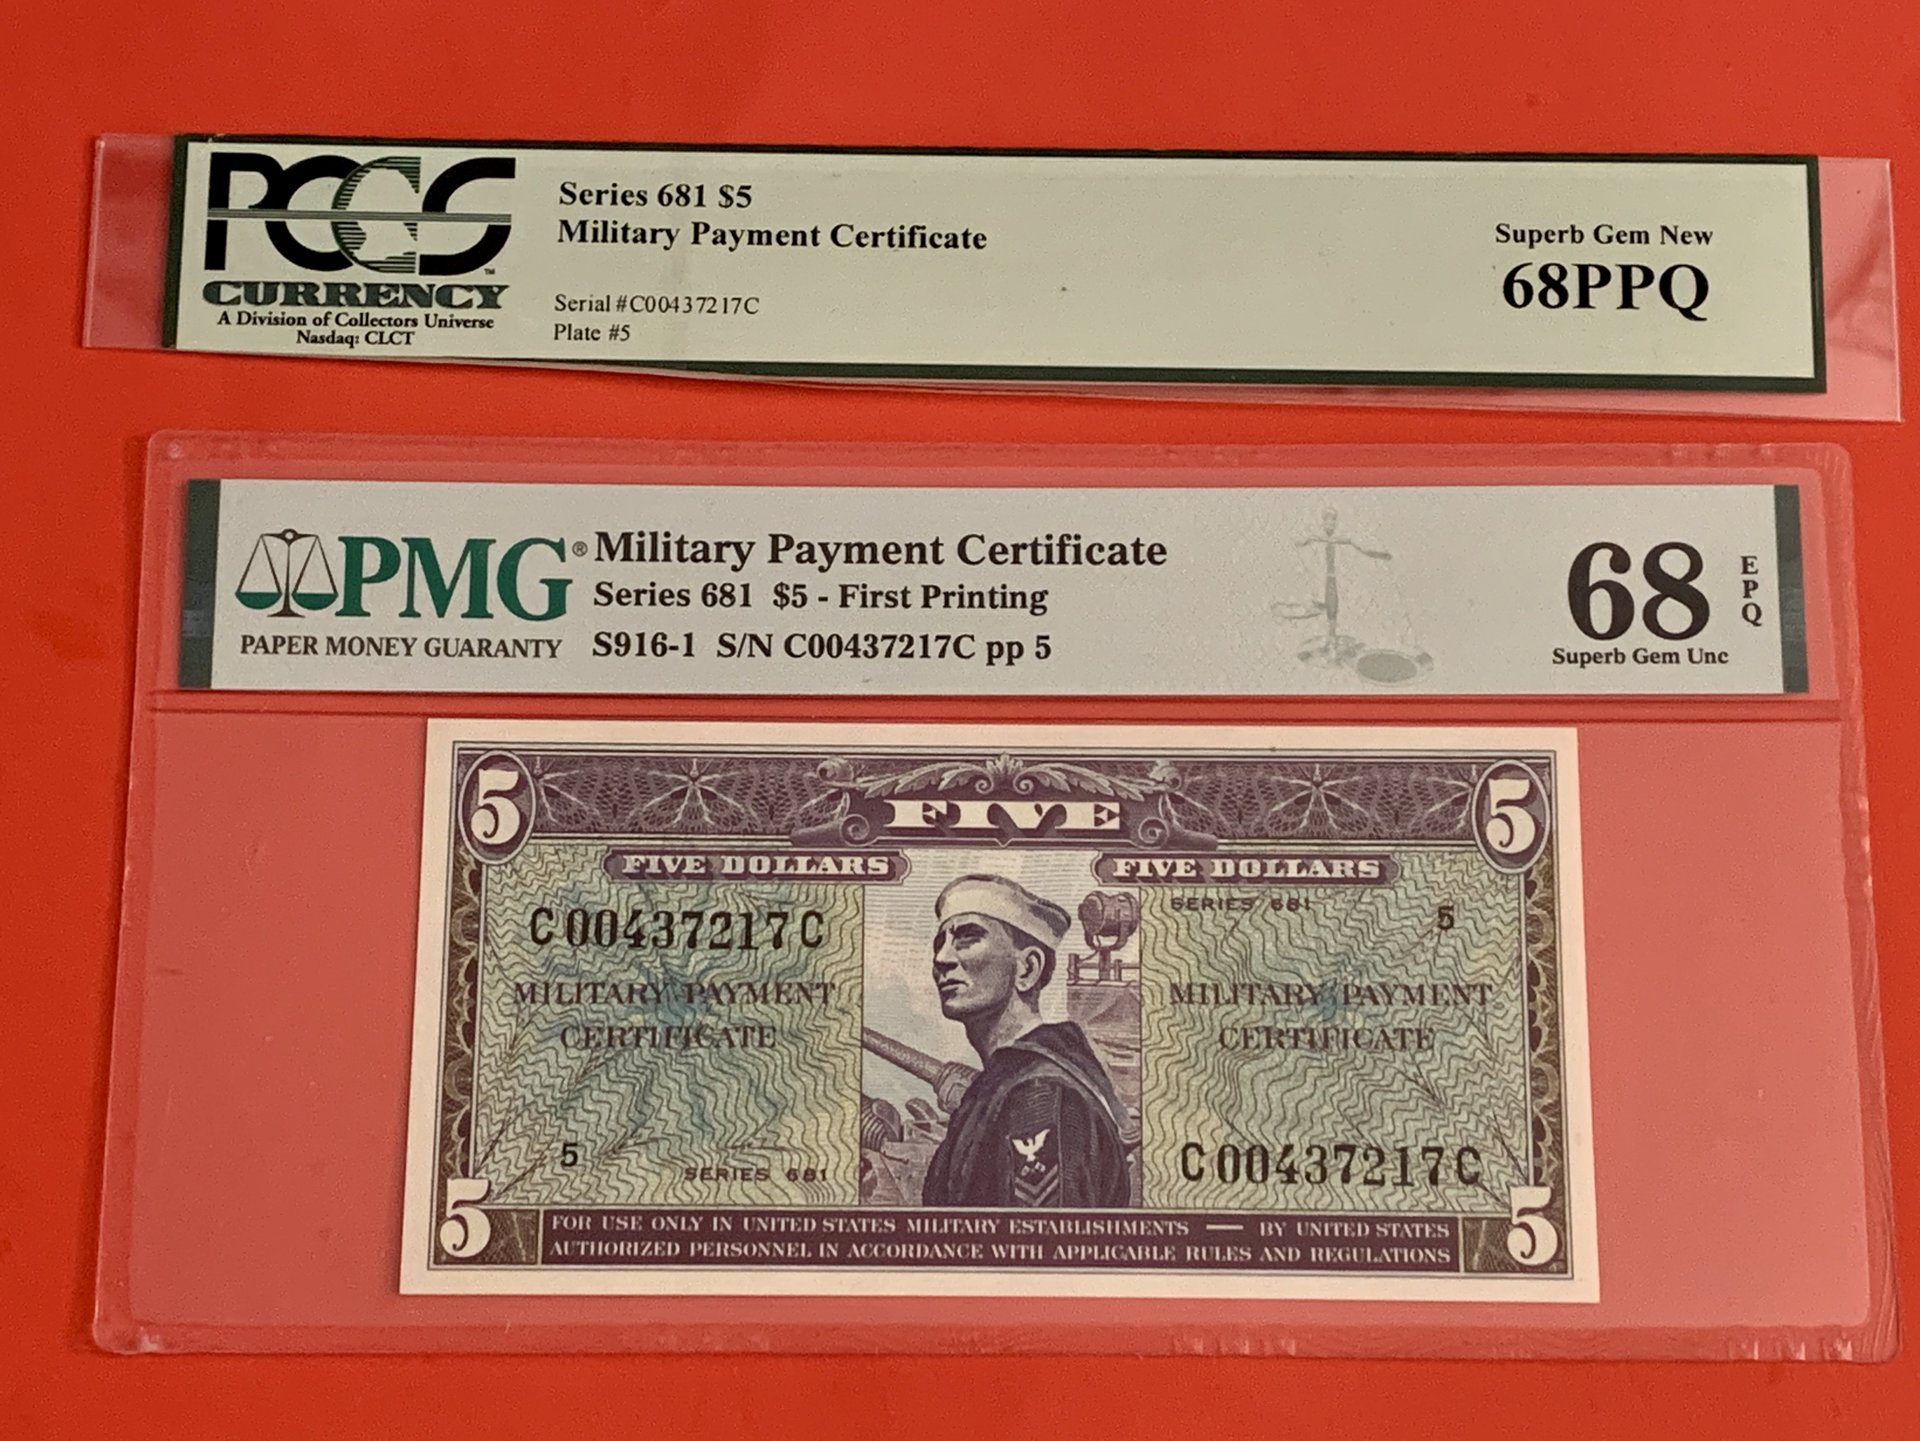 PCGS
CURRENCY
A Division of Collectors Universe
Nasdaq: CLCT
Series 681 $5
Military Payment Certificate
Serial #C00437217C
Plate #5
Superb Gem New
68PPQ
PMG®
PAPER MONEY GUARANTY
Military Payment Certificate
Series 681 $5 - First Printing
S916-1 S/N C00437217C pp 5
68 EPQ
Superb Gem Unc
5 FIVE 5
FIVE DOLLARS FIVE DOLLARS
C00437217C
SERIES 681 5
MILITARY PAYMENT
CERTIFICATE
MILITARY PAYMENT
CERTIFICATE
5 SERIES 681
C00437217C
5 5
FOR USE ONLY IN UNITED STATES MILITARY ESTABLISHMENTS — BY UNITED STATES
AUTHORIZED PERSONNEL IN ACCORDANCE WITH APPLICABLE RULES AND REGULATIONS